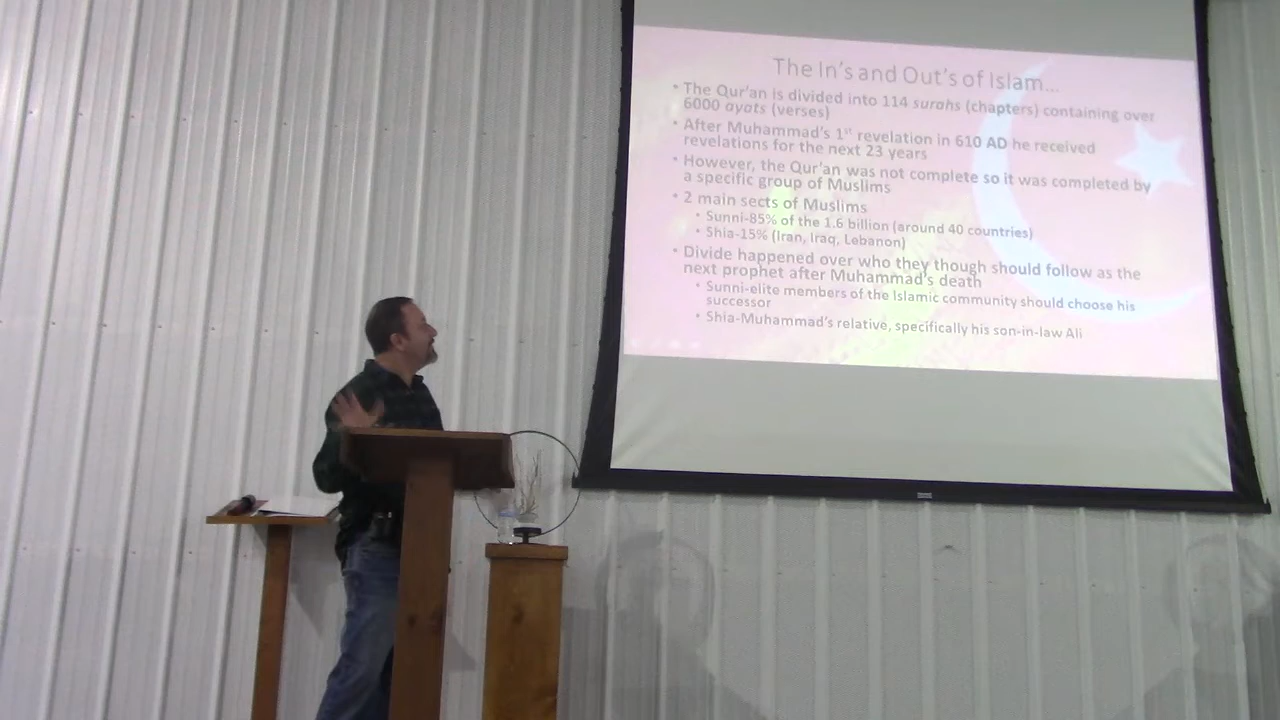 The In's and Out's of Islam...
• The Qur'an is divided into 114 surahs (chapters) containing over
6000 ayats (verses)
• After Muhammad's 1st revelation in 610 AD he received
revelations for the next 23 years
• However, the Qur'an was not complete so it was completed by
a specific group of Muslims
• 2 main sects of Muslims
• Sunni-85% of the 1.6 billion (around 40 countries)
• Shia-15% (Iran, Iraq, Lebanon)
• Divide happened over who they though should follow as the
next prophet after Muhammad's death
• Sunni-elite members of the Islamic community should choose his
successor
• Shia-Muhammad's relative, specifically his son-in-law Ali